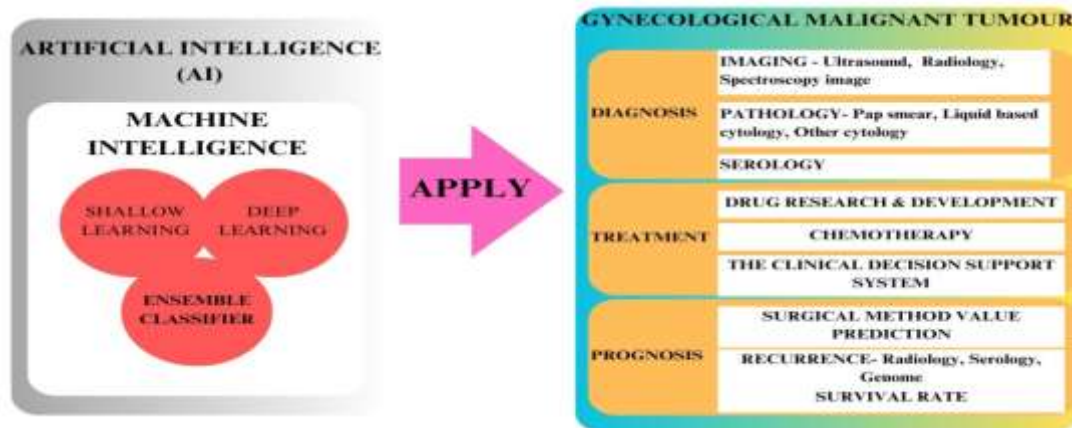 ARTIFICIAL INTELLIGENCE
(AI)
MACHINE
INTELLIGENCE
SHALLOW
LEARNING
DEEP
LEARNING
ENSEMBLE
CLASSIFIER
APPLY
GYNECOLOGICAL MALIGNANT TUMOUR
DIAGNOSIS
IMAGING - Ultrasound, Radiology,
Spectroscopy image
PATHOLOGY- Pap smear, Liquid based
cytology, Other cytology
SEROLOGY
TREATMENT
DRUG RESEARCH & DEVELOPMENT
CHEMOTHERAPY
THE CLINICAL DECISION SUPPORT
SYSTEM
PROGNOSIS
SURGICAL METHOD VALUE
PREDICTION
RECURRENCE- Radiology, Serology,
Genome
SURVIVAL RATE